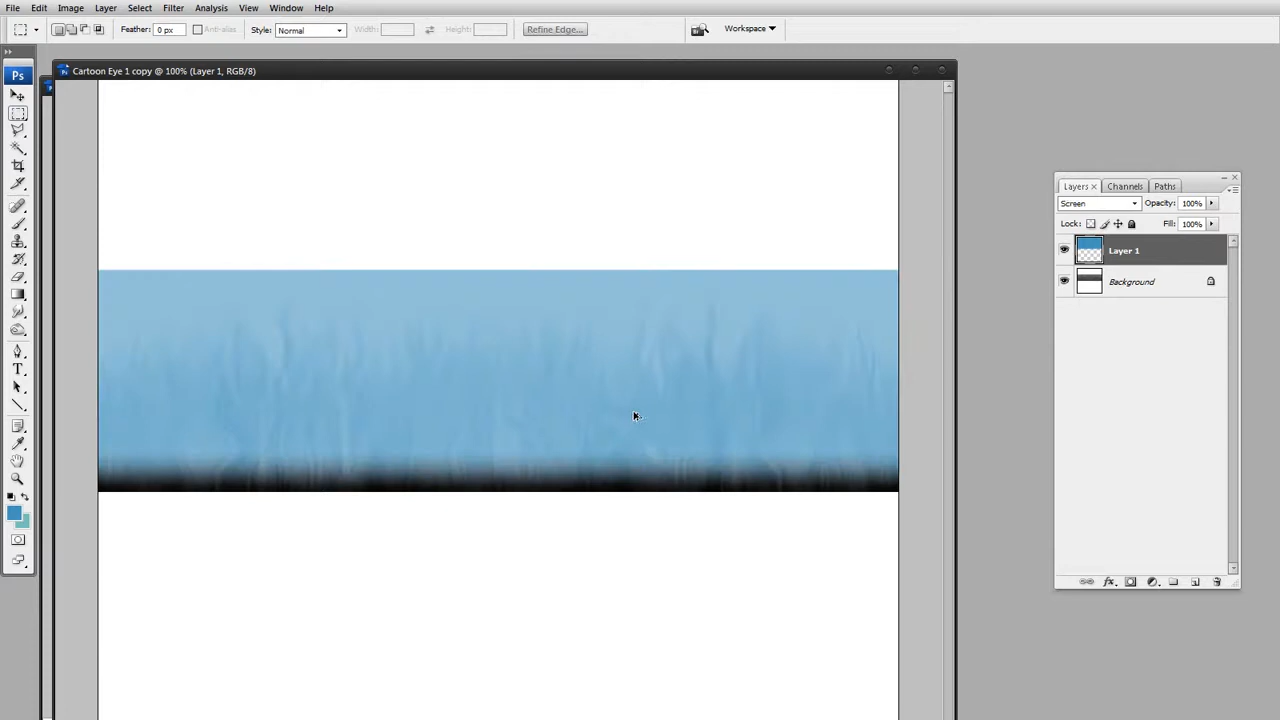 File Edit Image Layer Select Filter Analysis View Window Help
Feather: 0 px Anti-alias Style: Normal Width: Height: Refine Edge... Workspace
Ps
Cartoon Eye 1 copy @ 100% (Layer 1, RGB/8)
T
Layers Channels Paths
Screen Opacity: 100%
Lock: Fill: 100%
Layer 1
Background
fx